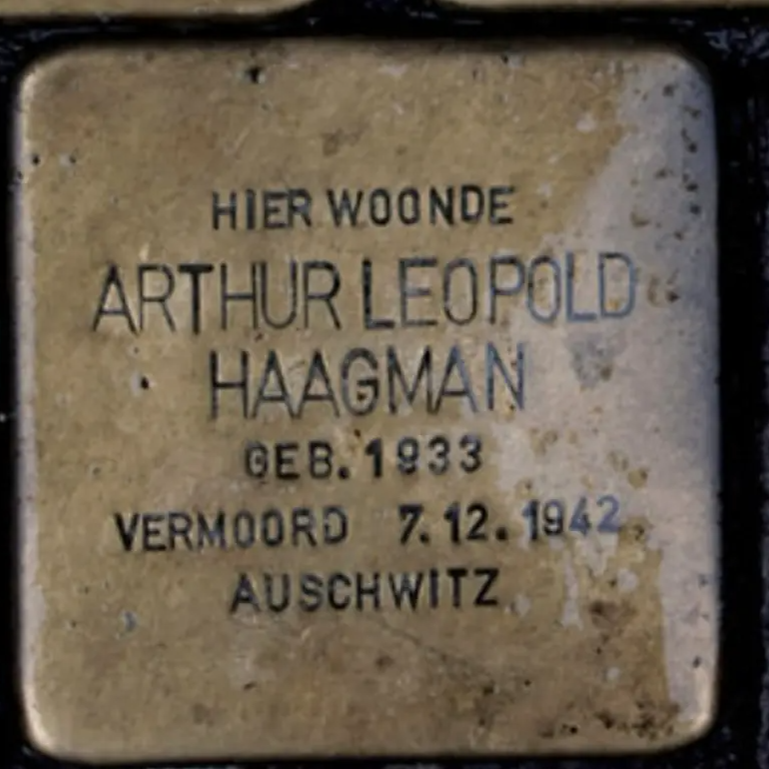 HIER WOONDE
ARTHUR LEOPOLD
HAAGMAN
GEB. 1933
VERMOORD 7.12.1942
AUSCHWITZ